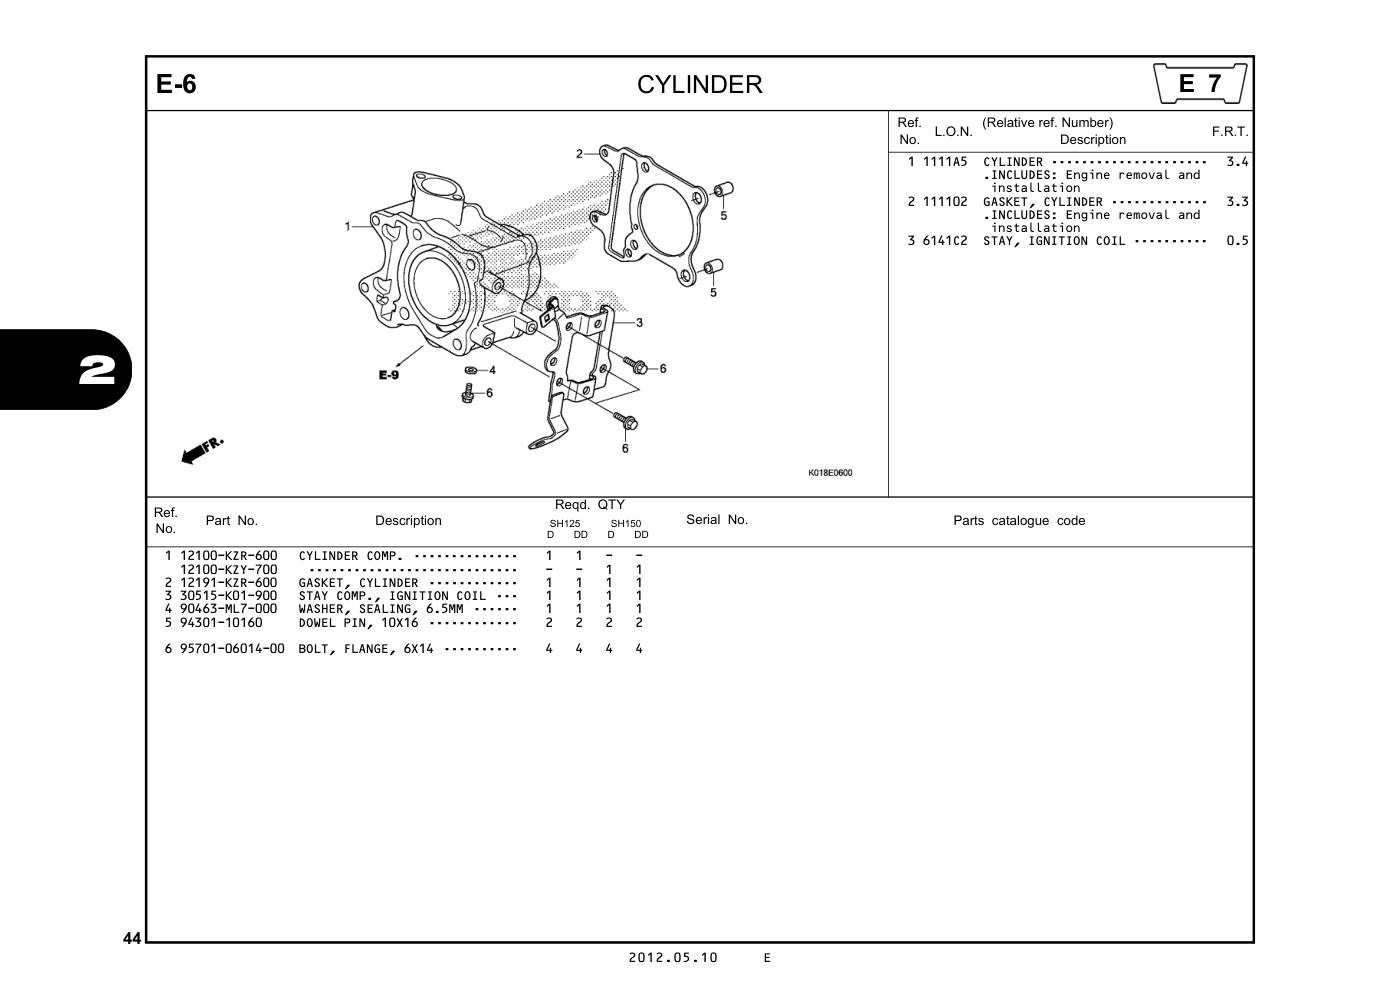 E-6
CYLINDER
E 7
Ref. No.
L.O.N.
(Relative ref. Number)
Description
F.R.T.
1 1111A5 CYLINDER --------------------- 3.4
.INCLUDES: Engine removal and
installation
2 111102 GASKET, CYLINDER ------------- 3.3
.INCLUDES: Engine removal and
installation
3 6141C2 STAY, IGNITION COIL ---------- 0.5
2
1
5
5
HONDA
3
E-9
4
6
6
6
FR.
K018E0600
2
Ref. No.
Part No.
Description
Reqd. QTY
SH125 SH150
D DD D DD
Serial No.
Parts catalogue code
1 12100-KZR-600 CYLINDER COMP. -------------- 1 1 – –
12100-KZY-700 ---------------------------- – – 1 1
2 12191-KZR-600 GASKET, CYLINDER ------------ 1 1 1 1
3 30515-K01-900 STAY COMP., IGNITION COIL --- 1 1 1 1
4 90463-ML7-000 WASHER, SEALING, 6.5MM ------ 1 1 1 1
5 94301-10160 DOWEL PIN, 10X16 ------------ 2 2 2 2
6 95701-06014-00 BOLT, FLANGE, 6X14 ---------- 4 4 4 4
44
2012.05.10 E